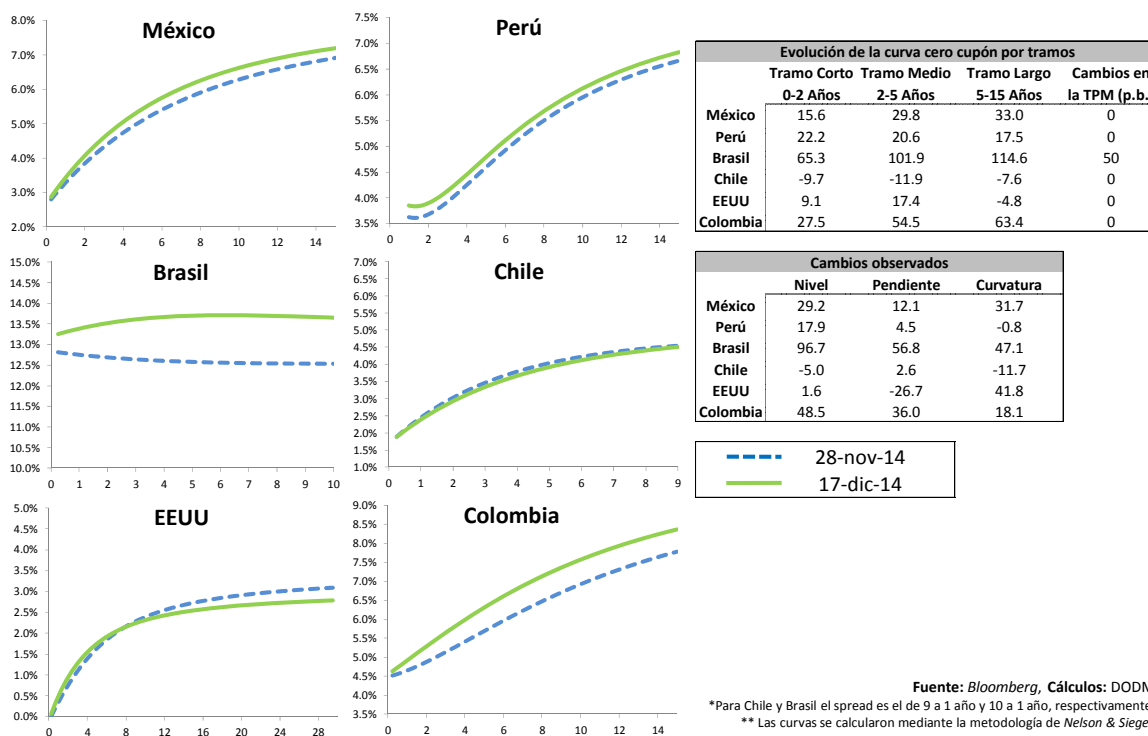 México
8.0%
7.0%
6.0%
5.0%
4.0%
3.0%
2.0%
0 2 4 6 8 10 12 14
Perú
7.5%
7.0%
6.5%
6.0%
5.5%
5.0%
4.5%
4.0%
3.5%
0 2 4 6 8 10 12 14
Brasil
15.0%
14.5%
14.0%
13.5%
13.0%
12.5%
12.0%
11.5%
11.0%
10.5%
10.0%
0 1 2 3 4 5 6 7 8 9 10
Chile
7.0%
6.0%
5.0%
4.0%
3.0%
2.0%
1.0%
6.5%
5.5%
4.5%
3.5%
2.5%
1.5%
0 1 2 3 4 5 6 7 8 9
EEUU
5.0%
4.5%
4.0%
3.5%
3.0%
2.5%
2.0%
1.5%
1.0%
0.5%
0.0%
0 4 8 12 16 20 24 28
Colombia
9.0%
8.5%
8.0%
7.5%
7.0%
6.5%
6.0%
5.5%
5.0%
4.5%
4.0%
3.5%
0 2 4 6 8 10 12 14
Evolución de la curva cero cupón por tramos
Tramo Corto Tramo Medio Tramo Largo Cambios en
0-2 Años 2-5 Años 5-15 Años la TPM (p.b.
México 15.6 29.8 33.0 0
Perú 22.2 20.6 17.5 0
Brasil 65.3 101.9 114.6 50
Chile -9.7 -11.9 -7.6 0
EEUU 9.1 17.4 -4.8 0
Colombia 27.5 54.5 63.4 0
Cambios observados
Nivel Pendiente Curvatura
México 29.2 12.1 31.7
Perú 17.9 4.5 -0.8
Brasil 96.7 56.8 47.1
Chile -5.0 2.6 -11.7
EEUU 1.6 -26.7 41.8
Colombia 48.5 36.0 18.1
28-nov-14
17-dic-14
Fuente: Bloomberg, Cálculos: DODM
*Para Chile y Brasil el spread es el de 9 a 1 año y 10 a 1 año, respectivamente
** Las curvas se calcularon mediante la metodología de Nelson & Siege